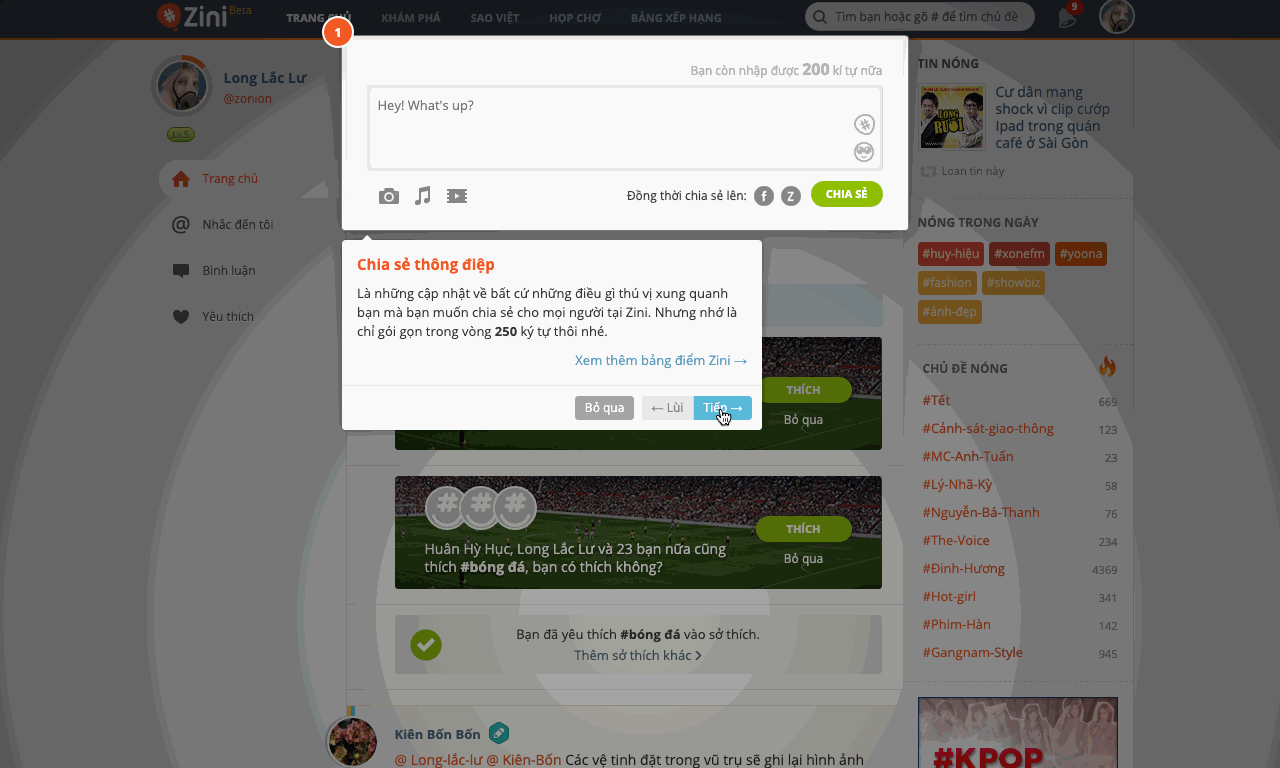 Zini Beta
TRANG CHỦ
KHÁM PHÁ
SAO VIỆT
HỌP CHỢ
BẢNG XẾP HẠNG
Tìm bạn hoặc gõ # để tìm chủ đề
9
1
Long Lắc Lư
@zonion
Lv.5
Trang chủ
Nhắc đến tôi
Bình luận
Yêu thích
Bạn còn nhập được 200 kí tự nữa
Hey! What's up?
Đồng thời chia sẻ lên:
CHIA SẺ
Chia sẻ thông điệp
Là những cập nhật về bất cứ những điều gì thú vị xung quanh
bạn mà bạn muốn chia sẻ cho mọi người tại Zini. Nhưng nhớ là
chỉ gói gọn trong vòng 250 ký tự thôi nhé.
Xem thêm bảng điểm Zini →
Bỏ qua
← Lùi
Tiếp →
THÍCH
Bỏ qua
# # #
Huân Hỳ Hục, Long Lắc Lư và 23 bạn nữa cũng
thích #bóng đá, bạn có thích không?
THÍCH
Bỏ qua
Bạn đã yêu thích #bóng đá vào sở thích.
Thêm sở thích khác >
Kiên Bốn Bốn
@ Long-lắc-lư @ Kiên-Bốn Các vệ tinh đặt trong vũ trụ sẽ ghi lại hình ảnh
TIN NÓNG
LONG
RUỒI
Cư dân mạng
shock vì clip cướp
Ipad trong quán
café ở Sài Gòn
Loan tin này
NÓNG TRONG NGÀY
#huy-hiệu #xonefm #yoona
#fashion #showbiz
#ảnh-đẹp
CHỦ ĐỀ NÓNG
#Tết 669
#Cảnh-sát-giao-thông 123
#MC-Anh-Tuấn 23
#Lý-Nhã-Kỳ 58
#Nguyễn-Bá-Thanh 76
#The-Voice 234
#Đinh-Hương 4369
#Hot-girl 341
#Phim-Hàn 142
#Gangnam-Style 945
#KPOP